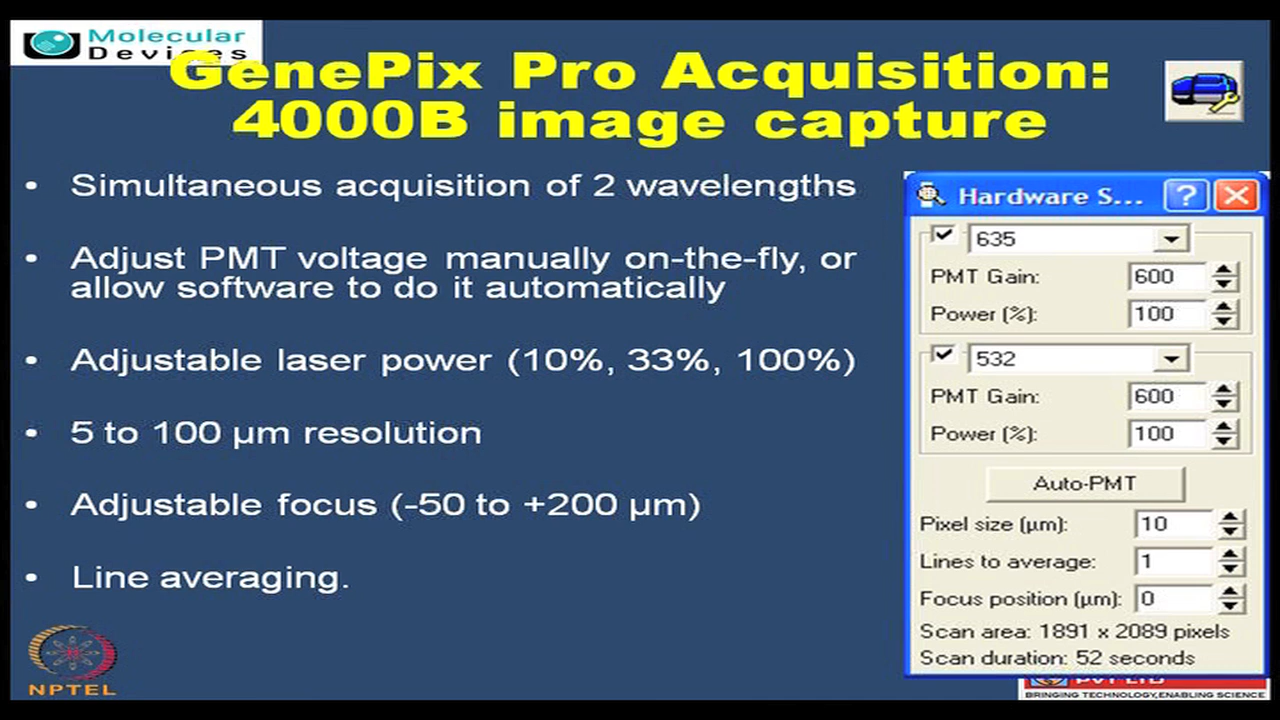 Molecular
Devices
GenePix Pro Acquisition:
4000B image capture
• Simultaneous acquisition of 2 wavelengths
• Adjust PMT voltage manually on-the-fly, or
allow software to do it automatically
• Adjustable laser power (10%, 33%, 100%)
• 5 to 100 µm resolution
• Adjustable focus (-50 to +200 µm)
• Line averaging.
Hardware S...
635
PMT Gain: 600
Power (%): 100
532
PMT Gain: 600
Power (%): 100
Auto-PMT
Pixel size (µm): 10
Lines to average: 1
Focus position (µm): 0
Scan area: 1891 x 2089 pixels
Scan duration: 52 seconds
NPTEL
PVT LTD
BRINGING TECHNOLOGY,ENABLING SCIENCE